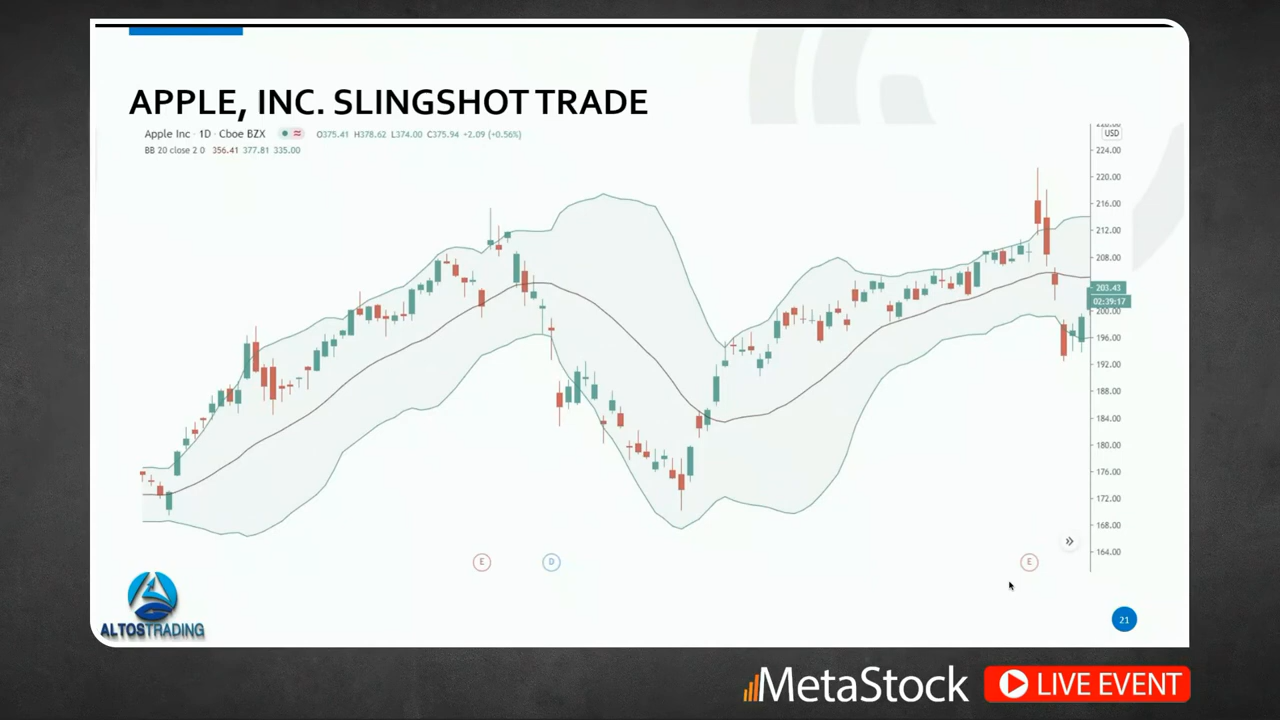 APPLE, INC. SLINGSHOT TRADE
Apple Inc · 1D · Cboe BZX O375.41 H378.62 L374.00 C375.94 +2.09 (+0.56%)
BB 20 close 2 0 356.41 377.81 335.00
USD
224.00
220.00
216.00
212.00
208.00
203.43
02:39:17
200.00
196.00
192.00
188.00
184.00
180.00
176.00
172.00
168.00
164.00
E D E
ALTOSTRADING
21
MetaStock LIVE EVENT